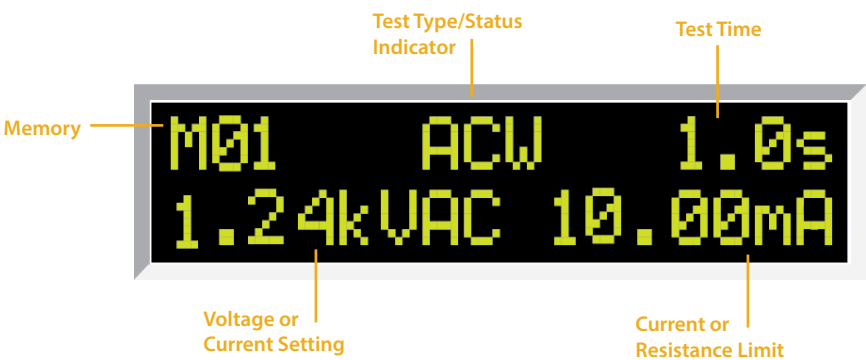 Test Type/Status
Indicator
Test Time
Memory
M01 ACW 1.0s
1.24kVAC 10.00mA
Voltage or
Current Setting
Current or
Resistance Limit